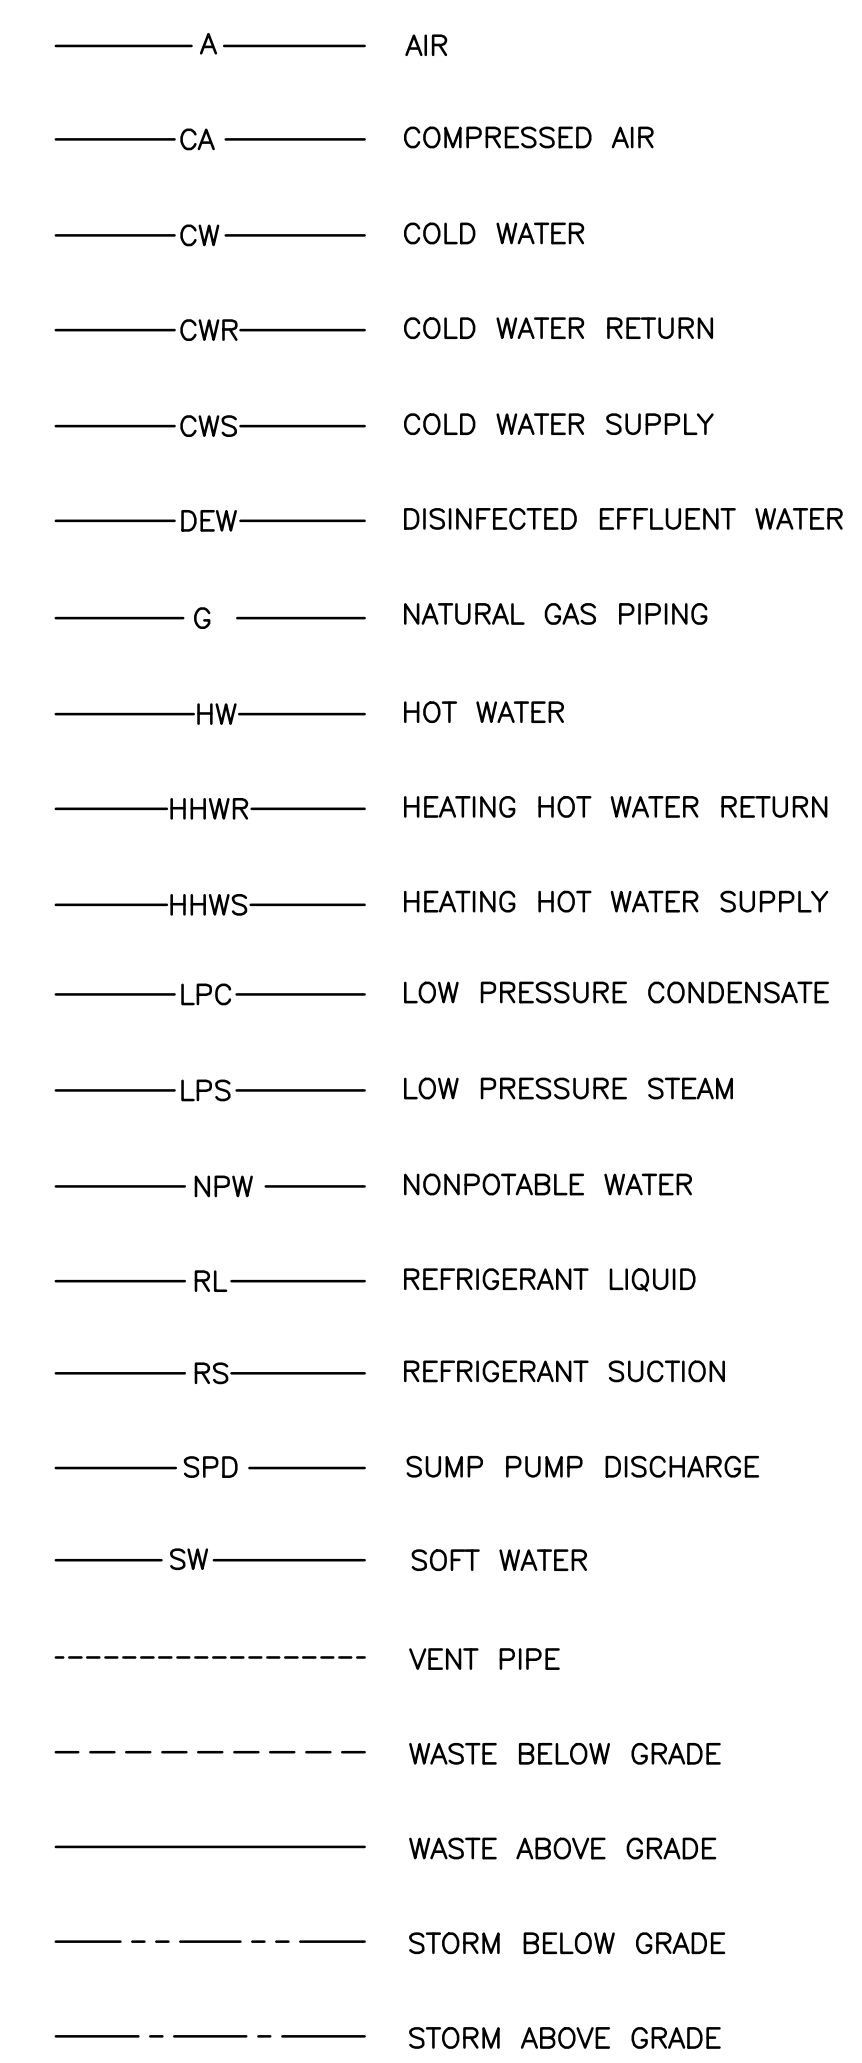 A AIR
CA COMPRESSED AIR
CW COLD WATER
CWR COLD WATER RETURN
CWS COLD WATER SUPPLY
DEW DISINFECTED EFFLUENT WATER
G NATURAL GAS PIPING
HW HOT WATER
HHWR HEATING HOT WATER RETURN
HHWS HEATING HOT WATER SUPPLY
LPC LOW PRESSURE CONDENSATE
LPS LOW PRESSURE STEAM
NPW NONPOTABLE WATER
RL REFRIGERANT LIQUID
RS REFRIGERANT SUCTION
SPD SUMP PUMP DISCHARGE
SW SOFT WATER
VENT PIPE
WASTE BELOW GRADE
WASTE ABOVE GRADE
STORM BELOW GRADE
STORM ABOVE GRADE